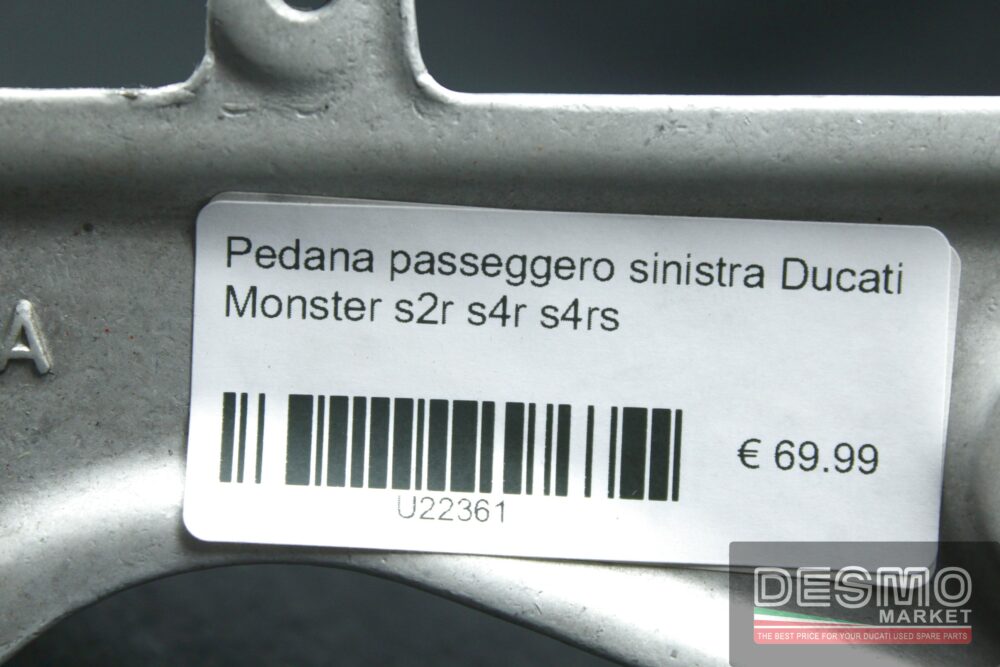 A
Pedana passeggero sinistra Ducati
Monster s2r s4r s4rs
€ 69.99
U22361
DESMO
MARKET
THE BEST PRICE FOR YOUR DUCATI USED SPARE PARTS